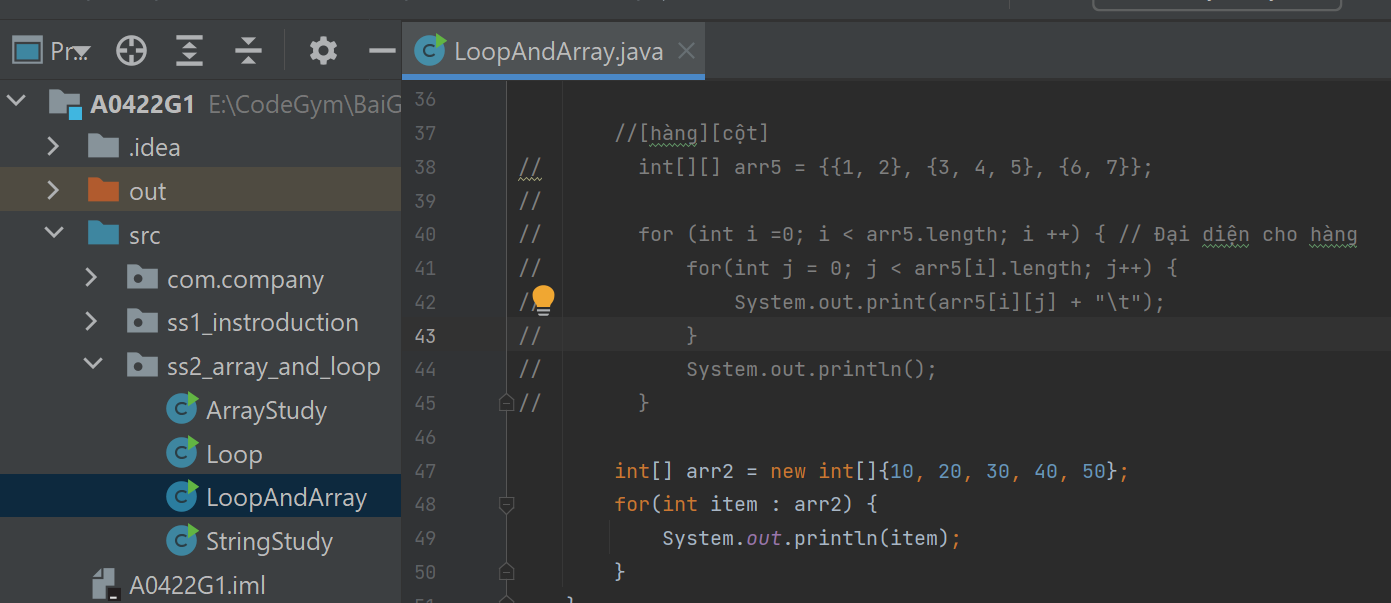 Pr...
LoopAndArray.java
A0422G1 E:\CodeGym\BaiG
.idea
out
src
com.company
ss1_instroduction
ss2_array_and_loop
ArrayStudy
Loop
LoopAndArray
StringStudy
A0422G1.iml
36
37 //[hàng][cột]
38 // int[][] arr5 = {{1, 2}, {3, 4, 5}, {6, 7}};
39 //
40 // for (int i =0; i < arr5.length; i ++) { // Đại diện cho hàng
41 // for(int j = 0; j < arr5[i].length; j++) {
42 // System.out.print(arr5[i][j] + "\t");
43 // }
44 // System.out.println();
45 // }
46
47 int[] arr2 = new int[]{10, 20, 30, 40, 50};
48 for(int item : arr2) {
49 System.out.println(item);
50 }